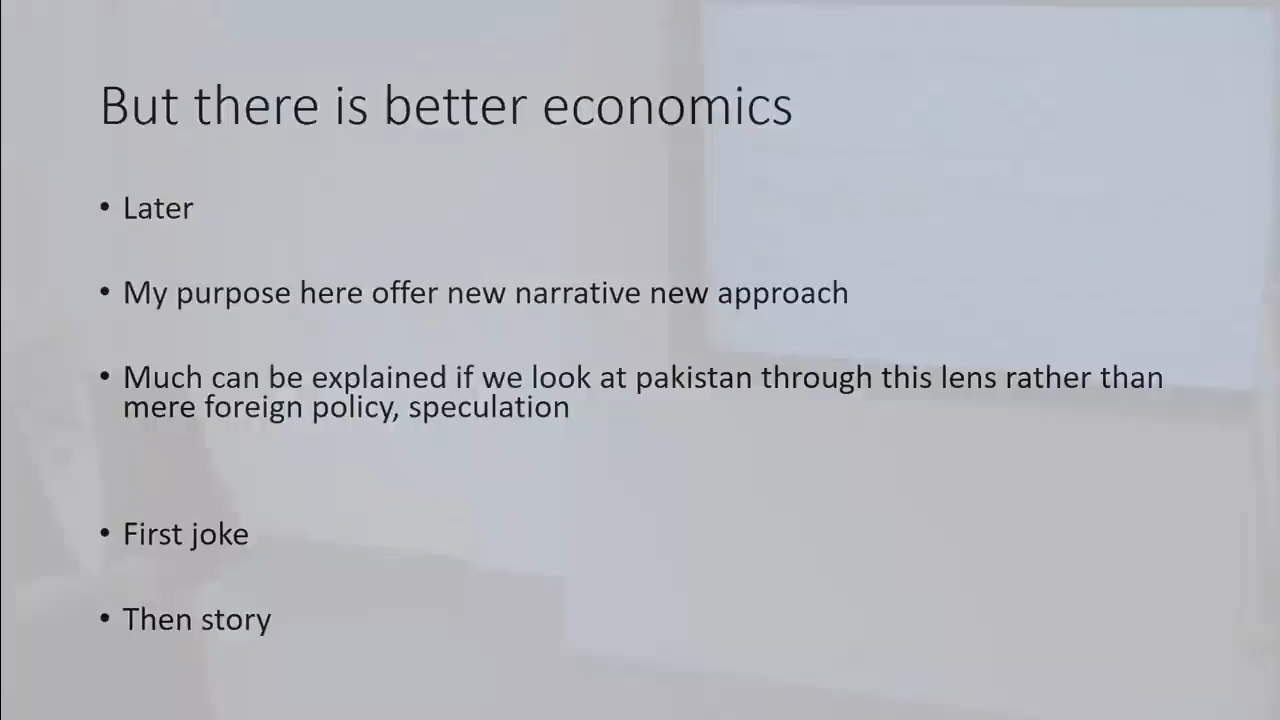 But there is better economics
• Later
• My purpose here offer new narrative new approach
• Much can be explained if we look at pakistan through this lens rather than
mere foreign policy, speculation
• First joke
• Then story